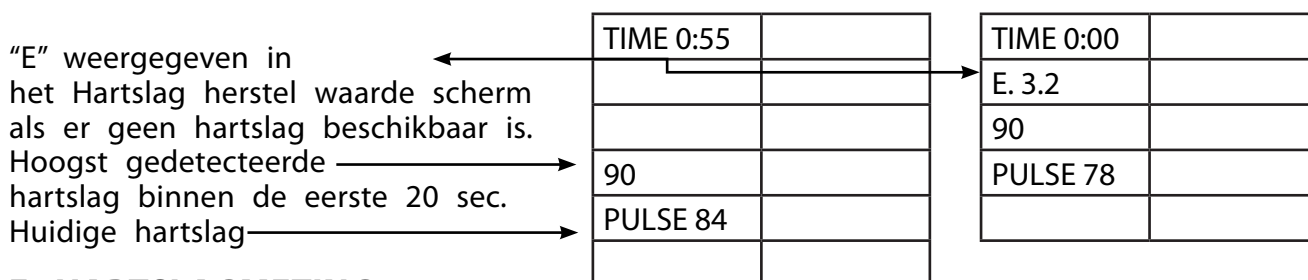 “E” weergegeven in
het Hartslag herstel waarde scherm
als er geen hartslag beschikbaar is.
Hoogst gedetecteerde
hartslag binnen de eerste 20 sec.
Huidige hartslag
TIME 0:55
90
PULSE 84
TIME 0:00
E. 3.2
90
PULSE 78